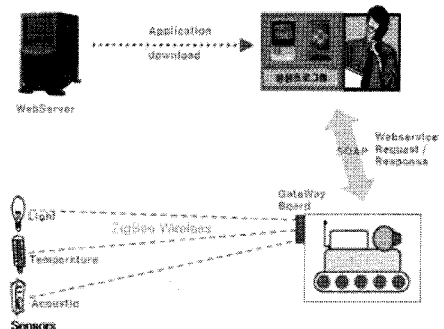 Application
download
WebServer
Webservice
SOAP Request /
Response
GateWay
Board
Light
ZigBee Wireless
Temperature
Acoustic
Sensors